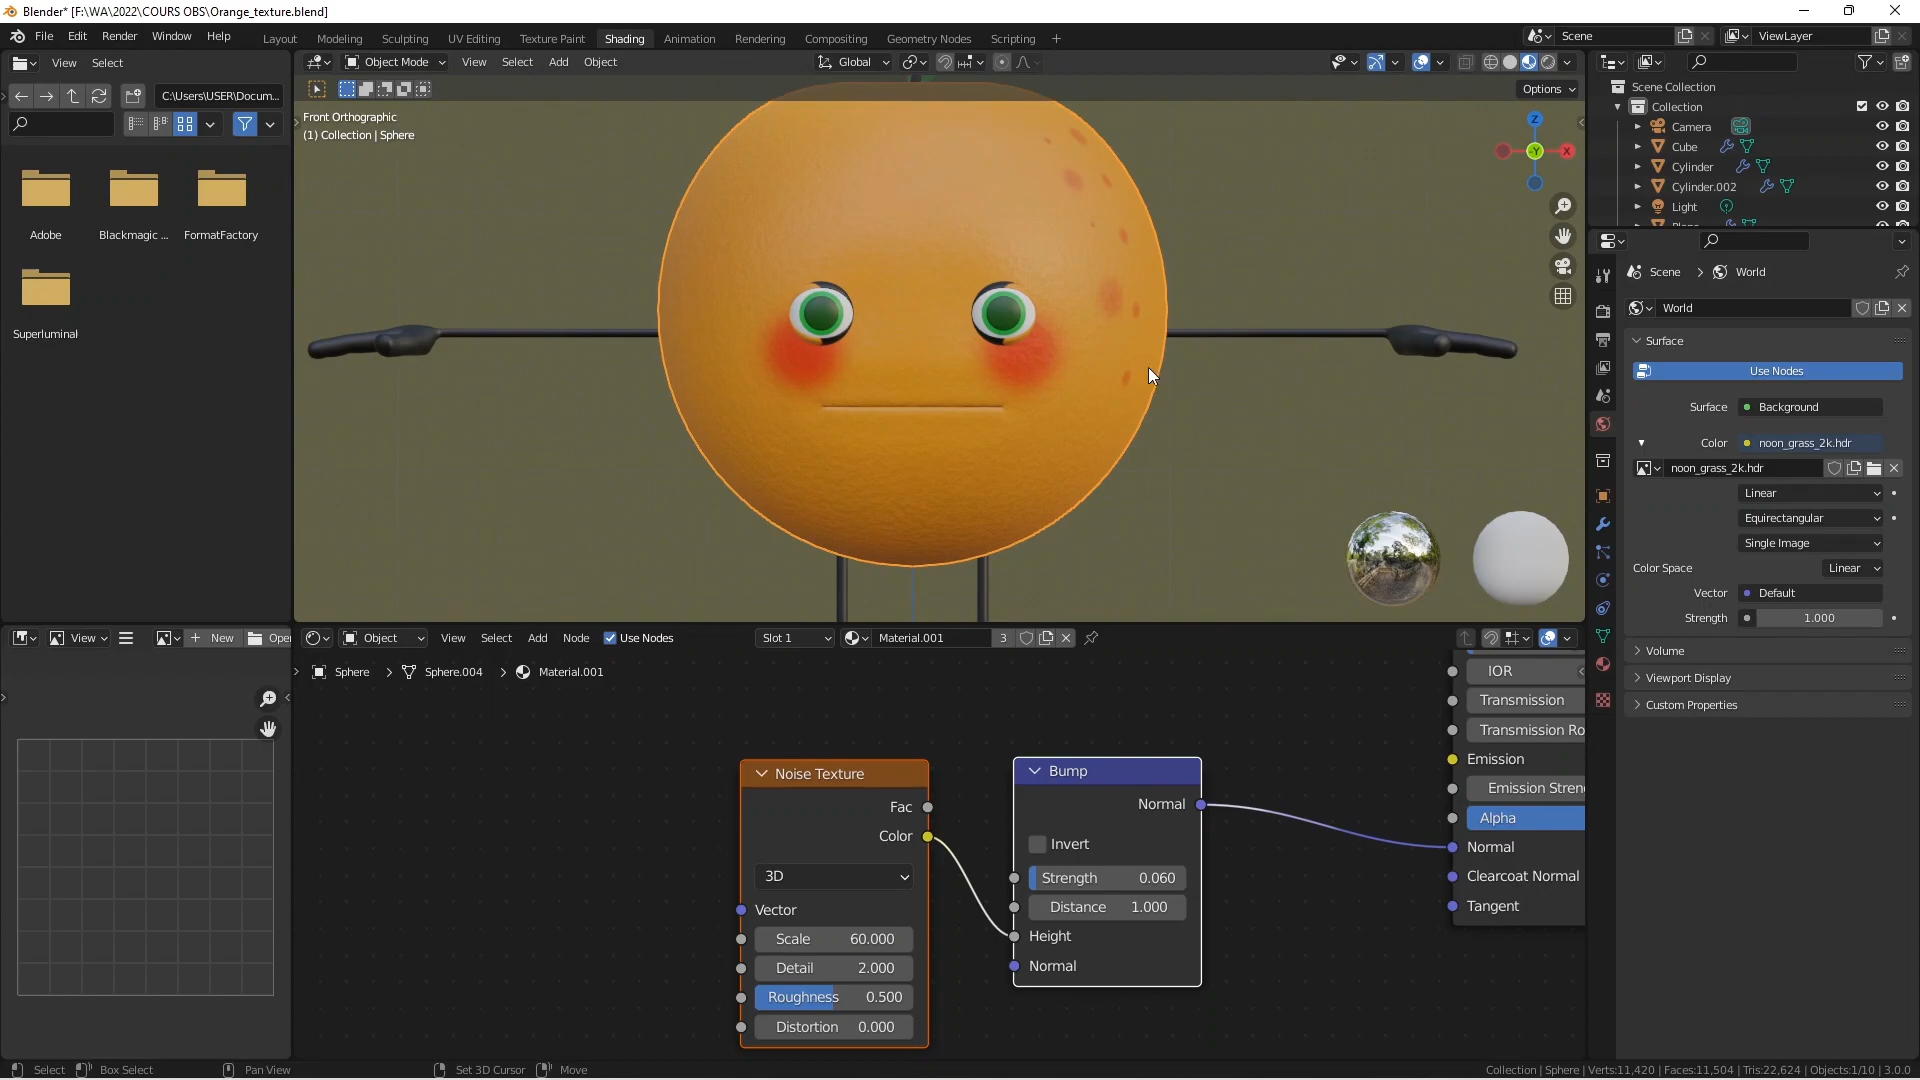 Blender* [F:\WA\2022\COURS OBS\Orange_texture.blend]
File Edit Render Window Help
Layout Modeling Sculpting UV Editing Texture Paint Shading Animation Rendering Compositing Geometry Nodes Scripting +
Scene
ViewLayer
View Select
C:\Users\USER\Docum...
Adobe
Blackmagic ...
FormatFactory
Superluminal
Object Mode View Select Add Object
Global
Options
Front Orthographic
(1) Collection | Sphere
Z
-Y
X
Scene Collection
Collection
Camera
Cube
Cylinder
Cylinder.002
Light
Scene > World
World
Surface
Use Nodes
Surface Background
Color noon_grass_2k.hdr
noon_grass_2k.hdr
Linear
Equirectangular
Single Image
Color Space Linear
Vector Default
Strength 1.000
Volume
Viewport Display
Custom Properties
View New Open
Object View Select Add Node Use Nodes
Slot 1
Material.001
3
Sphere > Sphere.004 > Material.001
Noise Texture
Fac
Color
3D
Vector
Scale 60.000
Detail 2.000
Roughness 0.500
Distortion 0.000
Bump
Normal
Invert
Strength 0.060
Distance 1.000
Height
Normal
IOR
Transmission
Transmission Ro
Emission
Emission Stren
Alpha
Normal
Clearcoat Normal
Tangent
Select Box Select Pan View Set 3D Cursor Move
Collection | Sphere | Verts:11,420 | Faces:11,504 | Tris:22,624 | Objects:1/10 | 3.0.0